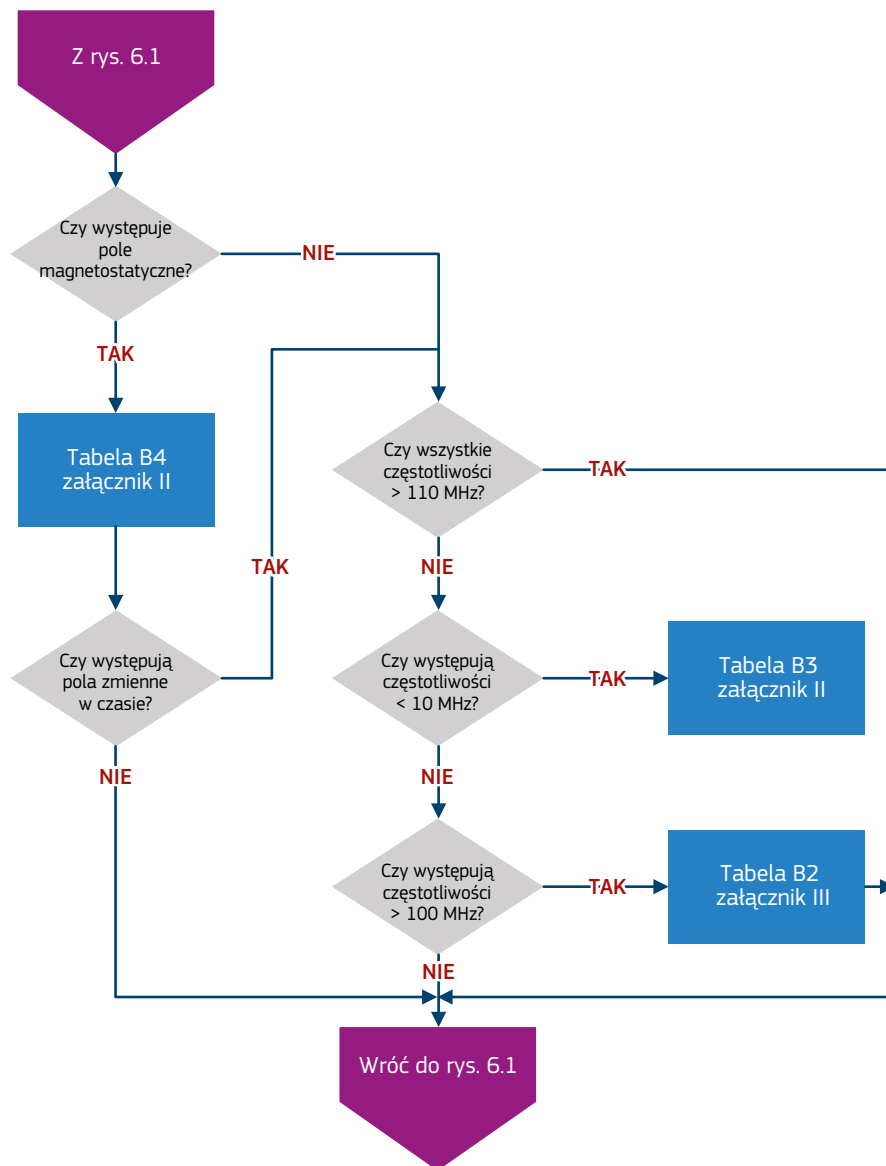 Z rys. 6.1
Czy występuje
pole
magnetostatyczne?
NIE
TAK
Tabela B4
załącznik II
Czy wszystkie
częstotliwości
> 110 MHz?
TAK
TAK
NIE
Czy występują
pola zmienne
w czasie?
Czy występują
częstotliwości
< 10 MHz?
TAK
Tabela B3
załącznik II
NIE
NIE
Czy występują
częstotliwości
> 100 MHz?
TAK
Tabela B2
załącznik III
NIE
Wróć do rys. 6.1